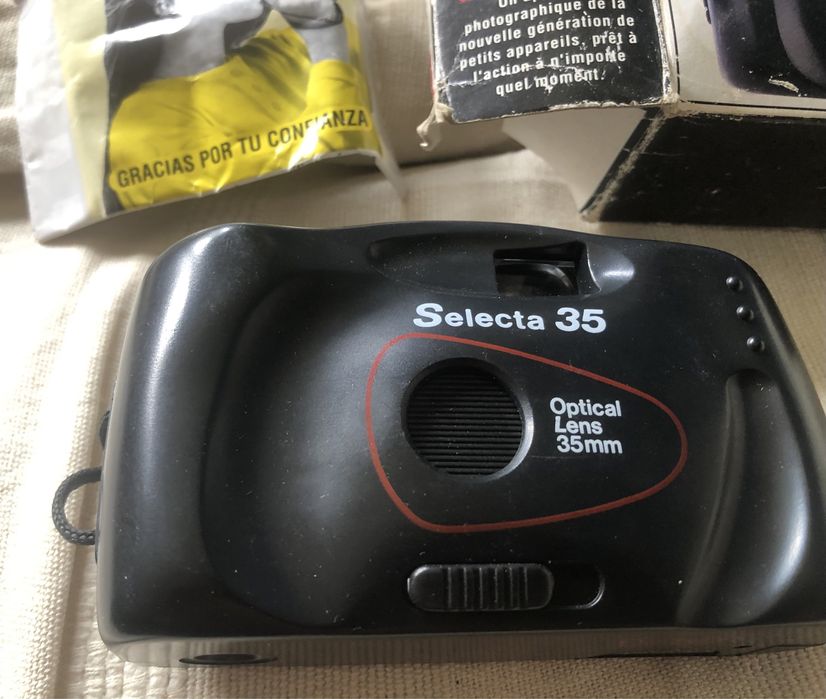 photographique de la
nouvelle génération de
petits appareils, prêt à
l'action à n'importe
quel moment.
GRACIAS POR TU CONFIANZA
Selecta 35
Optical
Lens
35mm